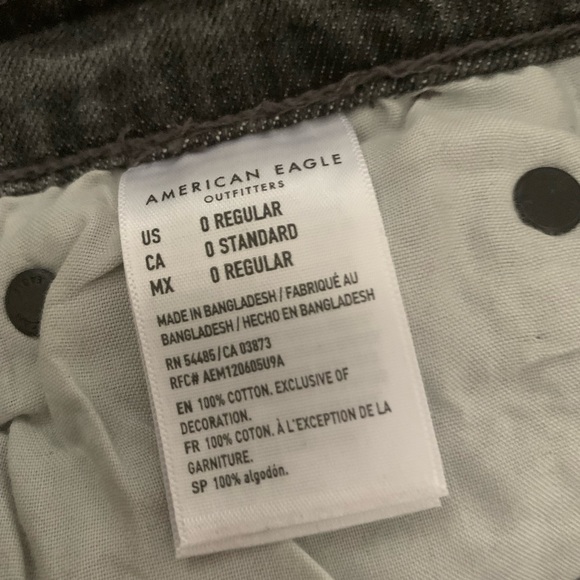 AMERICAN EAGLE
OUTFITTERS
US 0 REGULAR
CA 0 STANDARD
MX 0 REGULAR
MADE IN BANGLADESH / FABRIQUÉ AU
BANGLADESH / HECHO EN BANGLADESH
RN 54485 / CA 03873
RFC# AEM120605U9A
EN 100% COTTON. EXCLUSIVE OF
DECORATION.
FR 100% COTON. À L'EXCEPTION DE LA
GARNITURE.
SP 100% algodón.